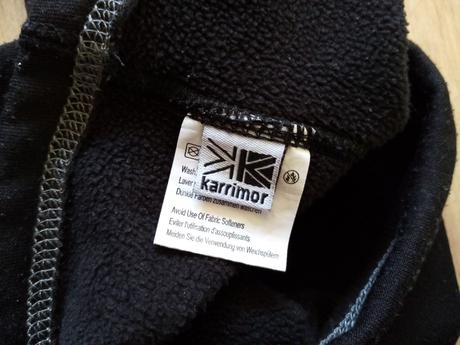 Wash
Laver
karrimor
Dunkle Farben zusammen waschen
Avoid Use Of Fabric Softeners
Eviter l'utilisation d'assouplissants
Meiden Sie die Verwendung von Weichspülern